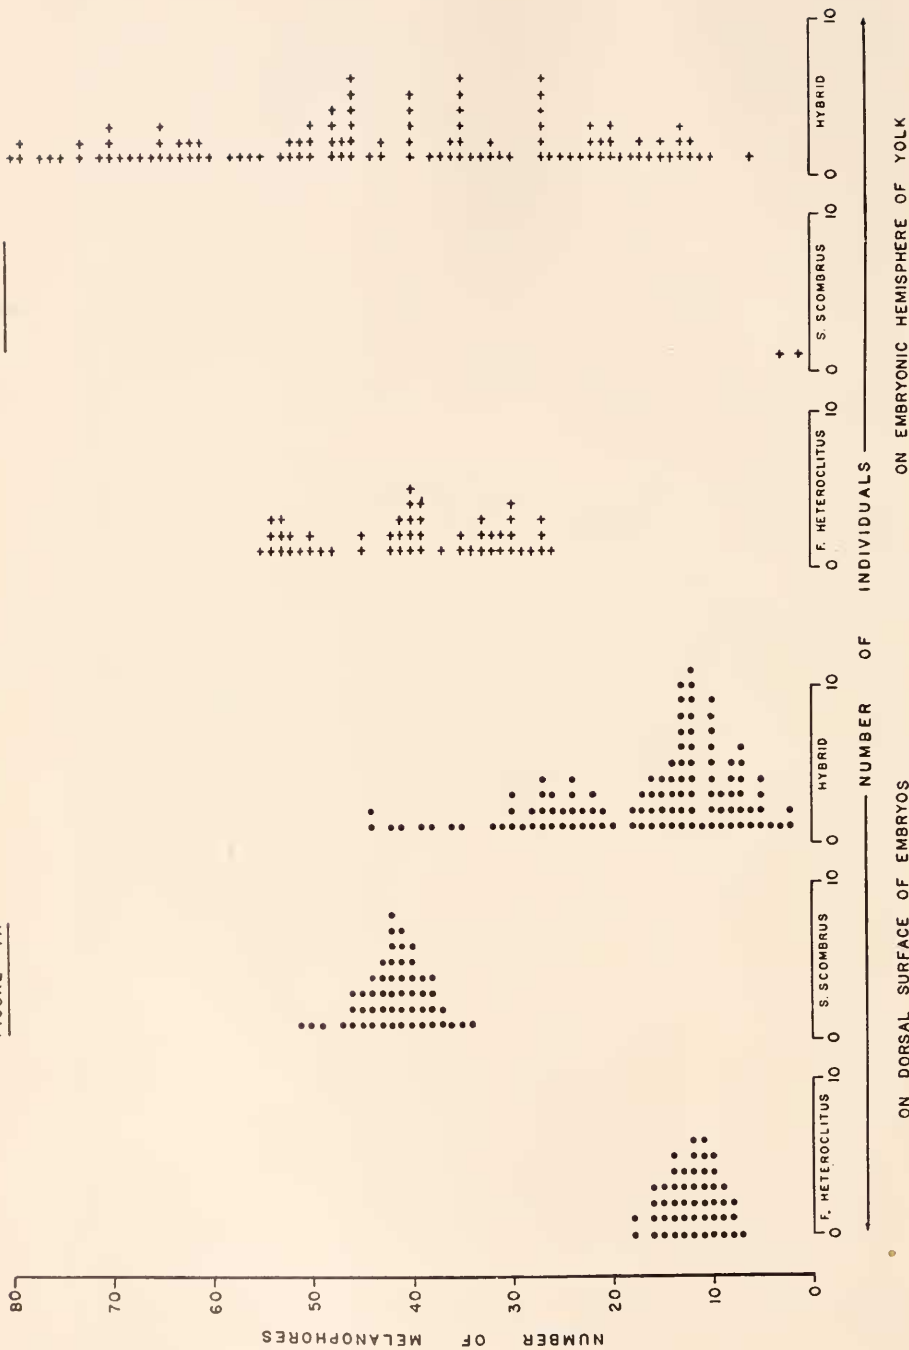 80
70
60
50
40
30
20
10
0
NUMBER OF MELANOPHORES
0 10
F. HETEROCLITUS
0 10
S. SCOMBRUS
0 10
HYBRID
0 10
F. HETEROCLITUS
0 10
S. SCOMBRUS
0 10
HYBRID
NUMBER OF INDIVIDUALS
ON DORSAL SURFACE OF EMBRYOS
ON EMBRYONIC HEMISPHERE OF YOLK